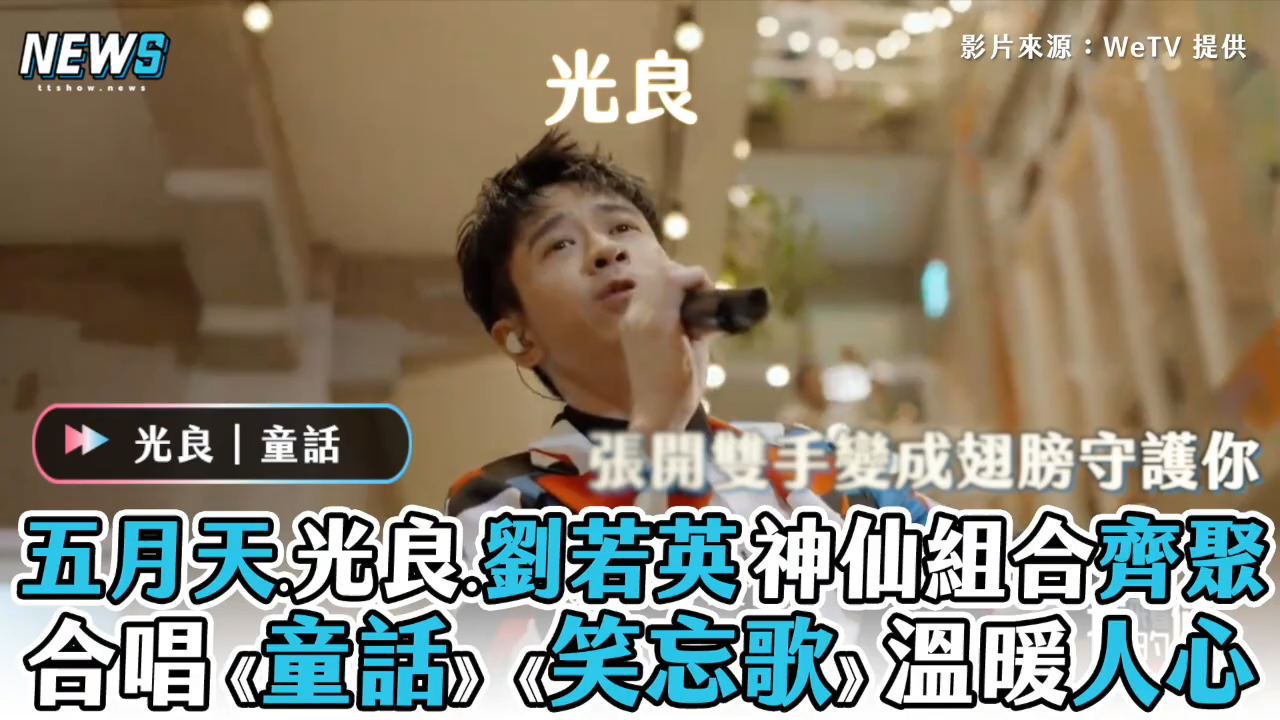 NEWS
ttshow.news
影片來源：WeTV 提供
光良
光良｜童話
張開雙手變成翅膀守護你
五月天.光良.劉若英 神仙組合齊聚
合唱《童話》《笑忘歌》溫暖人心